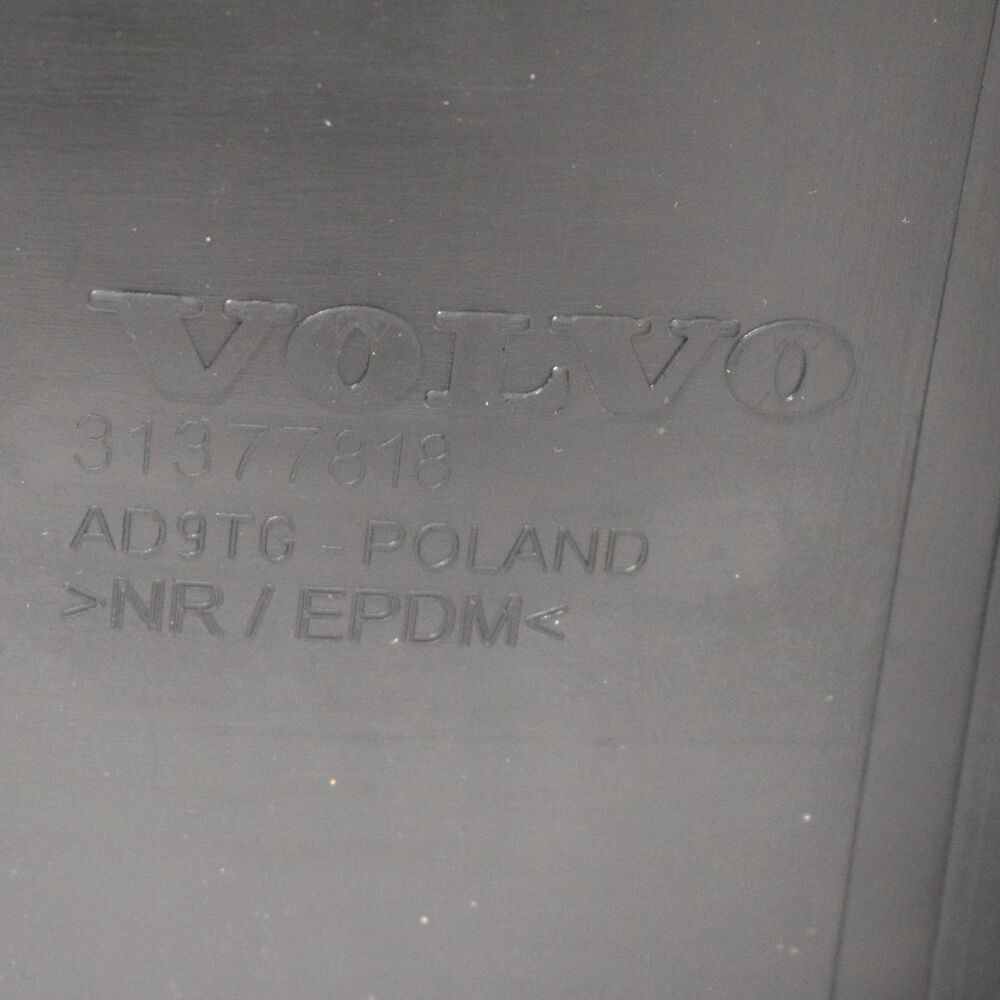 VOLVO
31377818
AD9TG - POLAND
>NR / EPDM<